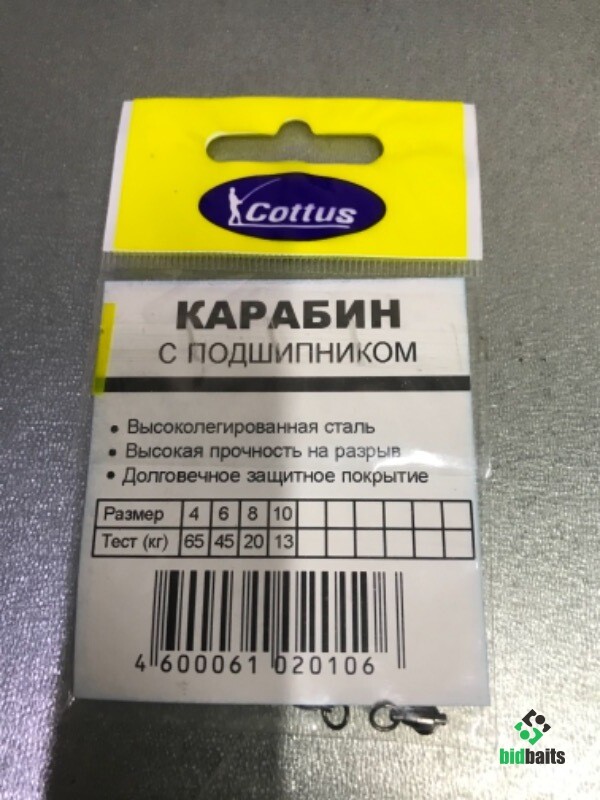 Cottus
КАРАБИН
С ПОДШИПНИКОМ
• Высоколегированная сталь
• Высокая прочность на разрыв
• Долговечное защитное покрытие
Размер 4 6 8 10
Тест (кг) 65 45 20 13
4 600061 020106
bidbaits